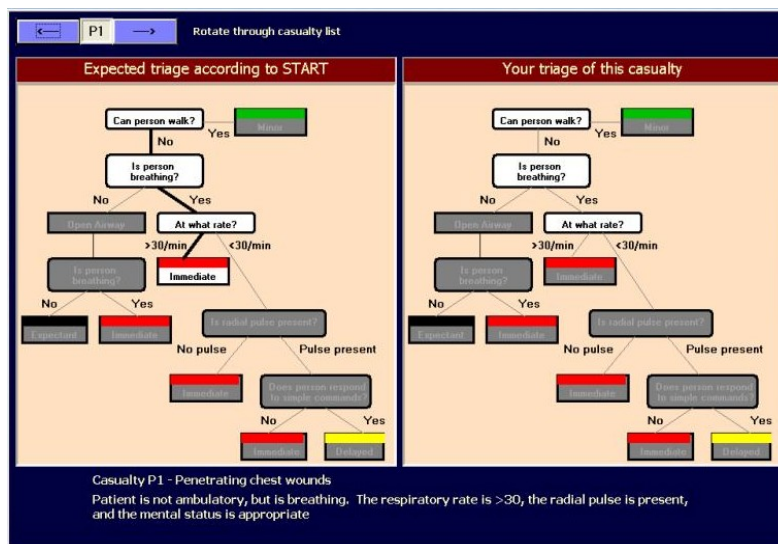 <---
P1
--->
Rotate through casualty list
Expected triage according to START
Can person walk?
Yes
Minor
No
Is person
breathing?
No
Yes
Open Airway
At what rate?
>30/min
<30/min
Is person
breathing?
Immediate
No
Yes
Expectant
Immediate
Is radial pulse present?
No pulse
Pulse present
Immediate
Does person respond
to simple commands?
No
Yes
Immediate
Delayed
Your triage of this casualty
Can person walk?
Yes
Minor
No
Is person
breathing?
No
Yes
Open Airway
At what rate?
>30/min
<30/min
Is person
breathing?
Immediate
No
Yes
Expectant
Immediate
Is radial pulse present?
No pulse
Pulse present
Immediate
Does person respond
to simple commands?
No
Yes
Immediate
Delayed
Casualty P1 - Penetrating chest wounds
Patient is not ambulatory, but is breathing. The respiratory rate is >30, the radial pulse is present,
and the mental status is appropriate